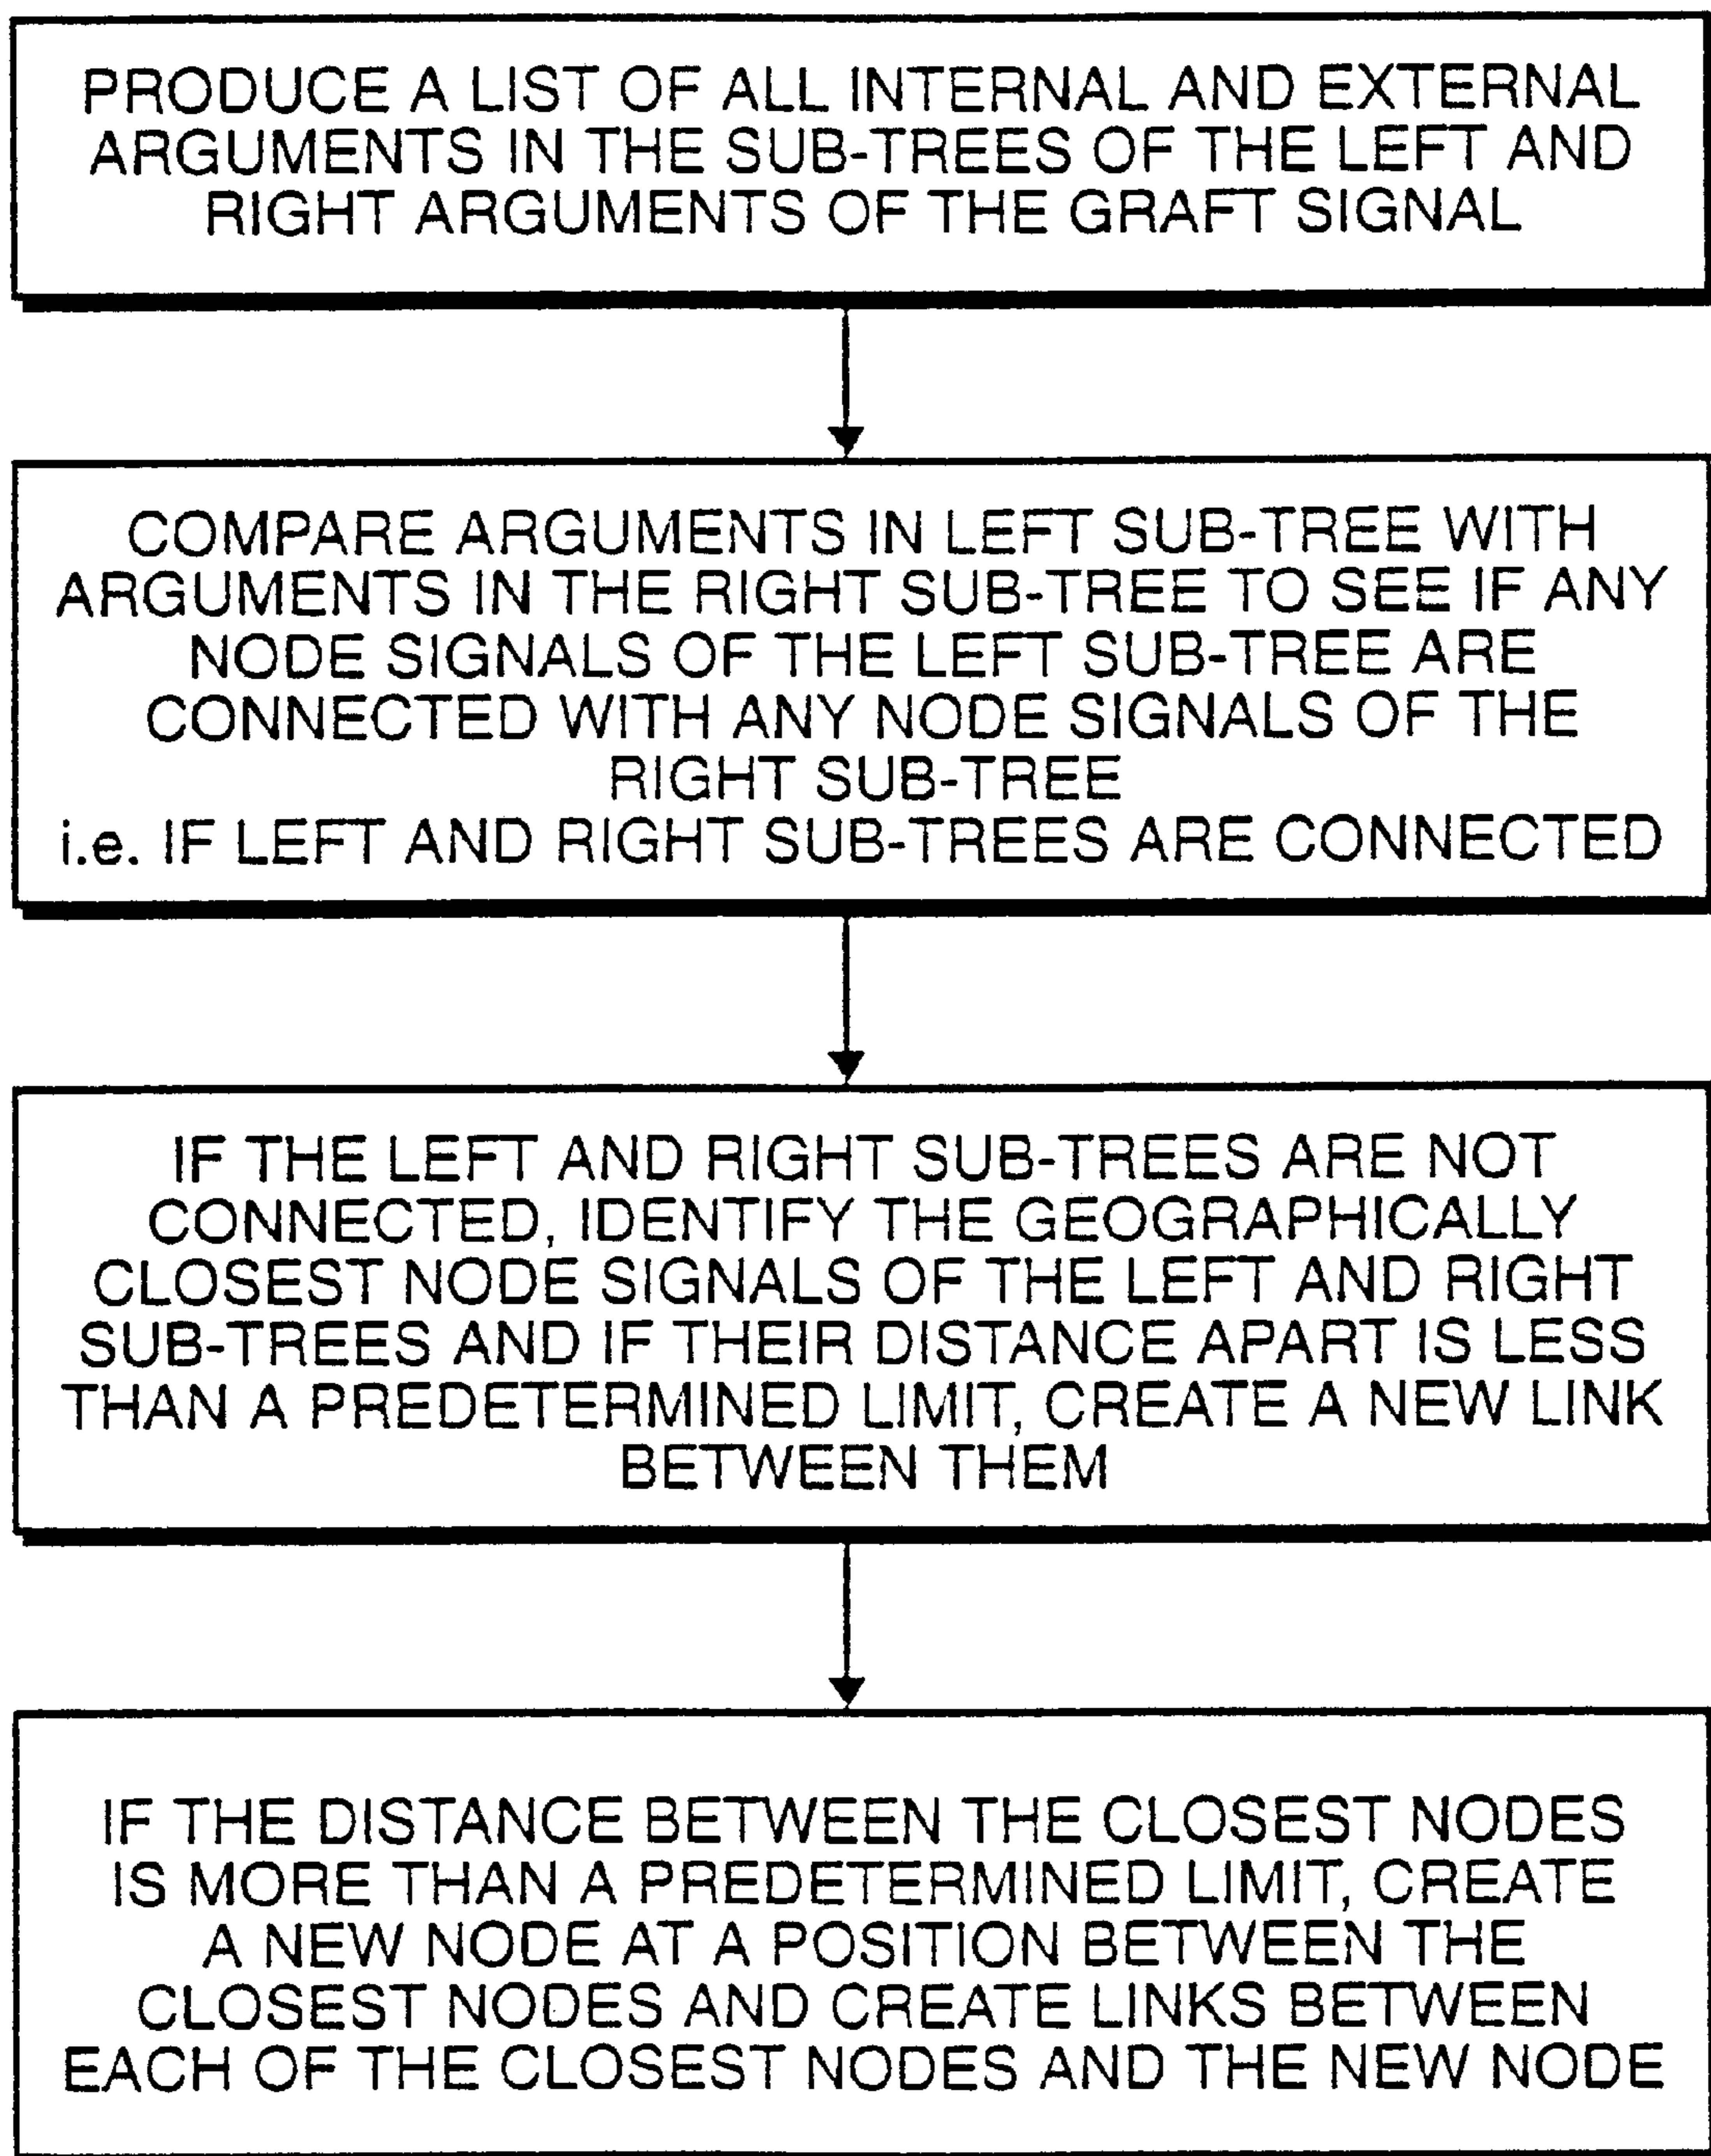 PRODUCE A LIST OF ALL INTERNAL AND EXTERNAL
ARGUMENTS IN THE SUB-TREES OF THE LEFT AND
RIGHT ARGUMENTS OF THE GRAFT SIGNAL
COMPARE ARGUMENTS IN LEFT SUB-TREE WITH
ARGUMENTS IN THE RIGHT SUB-TREE TO SEE IF ANY
NODE SIGNALS OF THE LEFT SUB-TREE ARE
CONNECTED WITH ANY NODE SIGNALS OF THE
RIGHT SUB-TREE
i.e. IF LEFT AND RIGHT SUB-TREES ARE CONNECTED
IF THE LEFT AND RIGHT SUB-TREES ARE NOT
CONNECTED, IDENTIFY THE GEOGRAPHICALLY
CLOSEST NODE SIGNALS OF THE LEFT AND RIGHT
SUB-TREES AND IF THEIR DISTANCE APART IS LESS
THAN A PREDETERMINED LIMIT, CREATE A NEW LINK
BETWEEN THEM
IF THE DISTANCE BETWEEN THE CLOSEST NODES
IS MORE THAN A PREDETERMINED LIMIT, CREATE
A NEW NODE AT A POSITION BETWEEN THE
CLOSEST NODES AND CREATE LINKS BETWEEN
EACH OF THE CLOSEST NODES AND THE NEW NODE